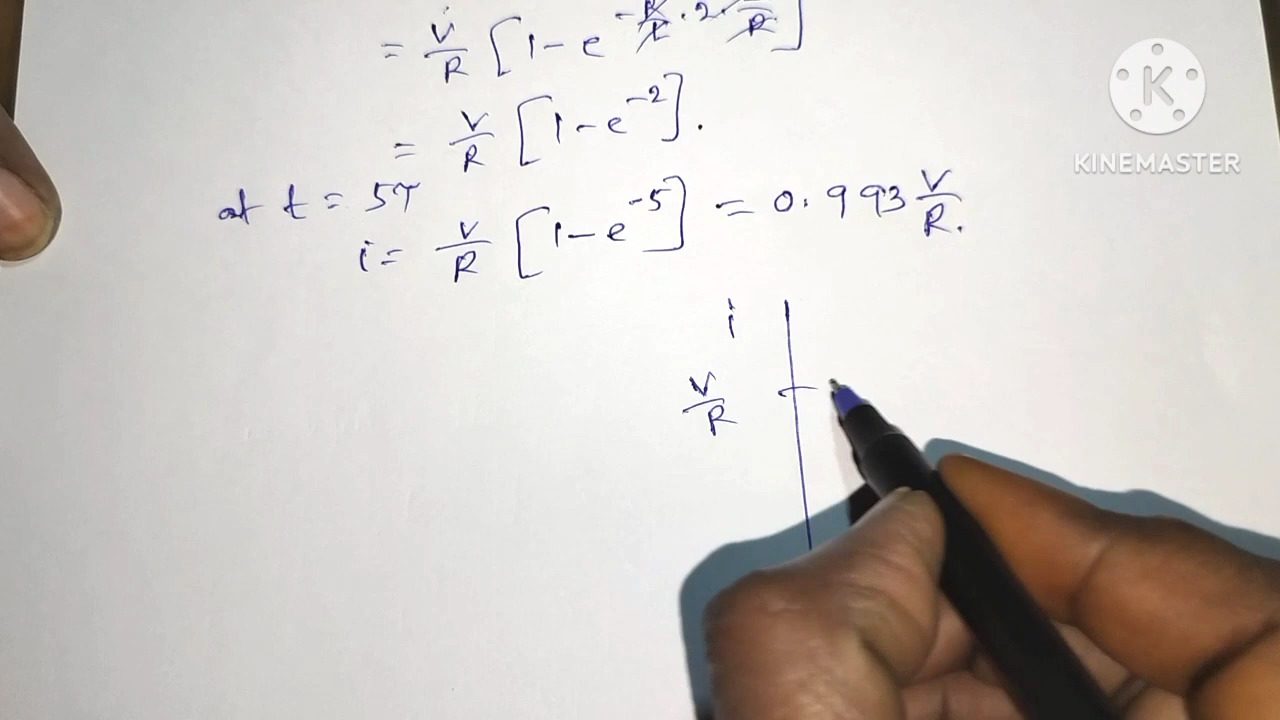 = V/R [1 - e^{-R/L · 2 ·  /R}]
= V/R [1 - e^{-2}].
at t = 5τ
i = V/R [1 - e^{-5}] = 0.993 V/R.
i
V/R
K
KINEMASTER